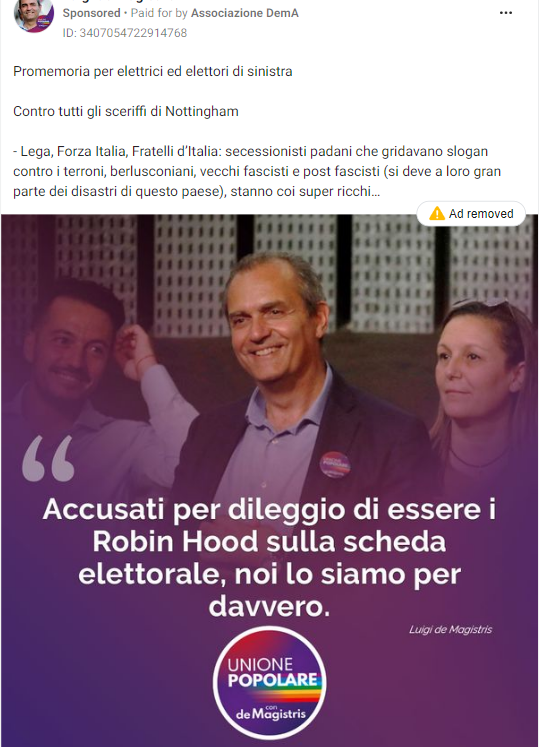 Sponsored • Paid for by Associazione DemA
ID: 3407054722914768
Promemoria per elettrici ed elettori di sinistra
Contro tutti gli sceriffi di Nottingham
- Lega, Forza Italia, Fratelli d'Italia: secessionisti padani che gridavano slogan
contro i terroni, berlusconiani, vecchi fascisti e post fascisti (si deve a loro gran
parte dei disastri di questo paese), stanno coi super ricchi...
Ad removed
UNIONE
POPOLARE
“
Accusati per dileggio di essere i
Robin Hood sulla scheda
elettorale, noi lo siamo per
davvero.
Luigi de Magistris
UNIONE
POPOLARE
con
de Magistris